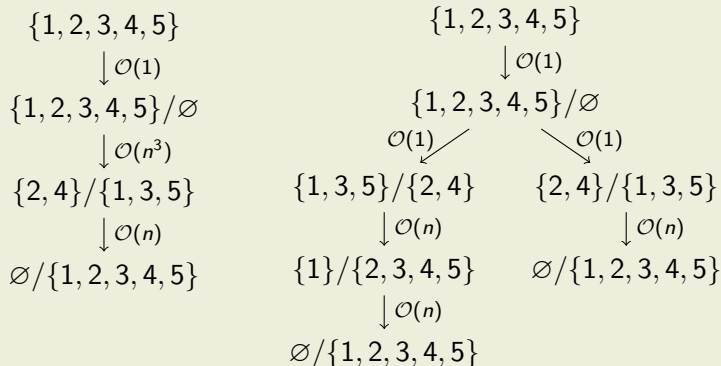 {1, 2, 3, 4, 5}
O(1)
{1, 2, 3, 4, 5}/∅
O(n³)
{2, 4}/{1, 3, 5}
O(n)
∅/{1, 2, 3, 4, 5}
{1, 2, 3, 4, 5}
O(1)
{1, 2, 3, 4, 5}/∅
O(1)
O(1)
{1, 3, 5}/{2, 4}
{2, 4}/{1, 3, 5}
O(n)
O(n)
{1}/{2, 3, 4, 5}
∅/{1, 2, 3, 4, 5}
O(n)
∅/{1, 2, 3, 4, 5}